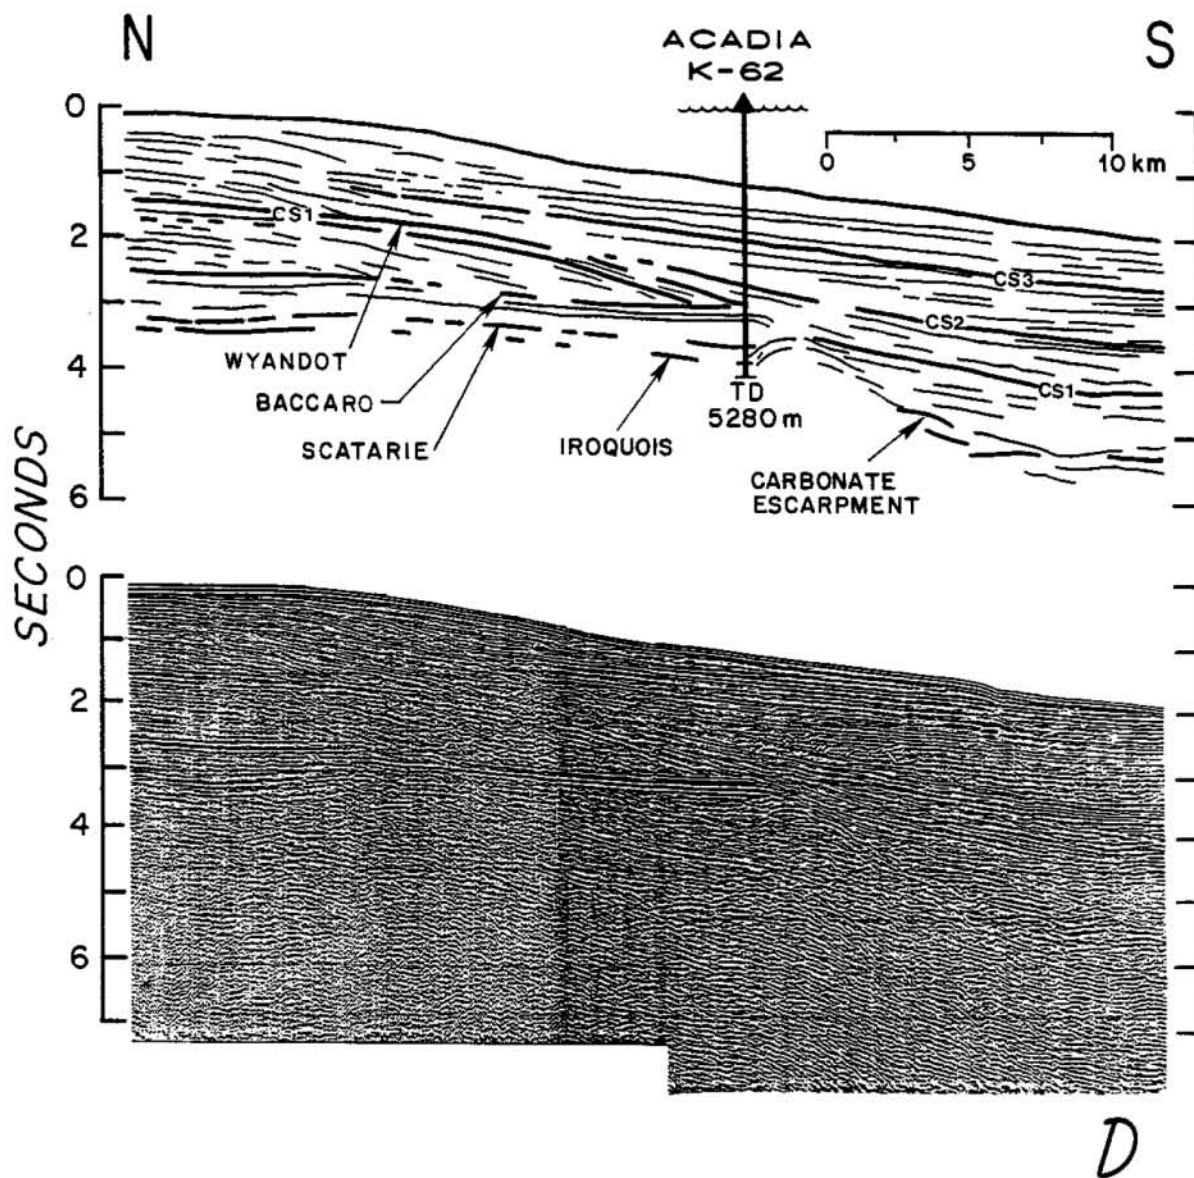 N
ACADIA
K-62
S
0
2
4
6
SECONDS
0
5
10 km
CS1
CS3
CS2
CS1
WYANDOT
BACCARO
SCATARIE
IROQUOIS
TD
5280 m
CARBONATE
ESCARPMENT
0
2
4
6
D